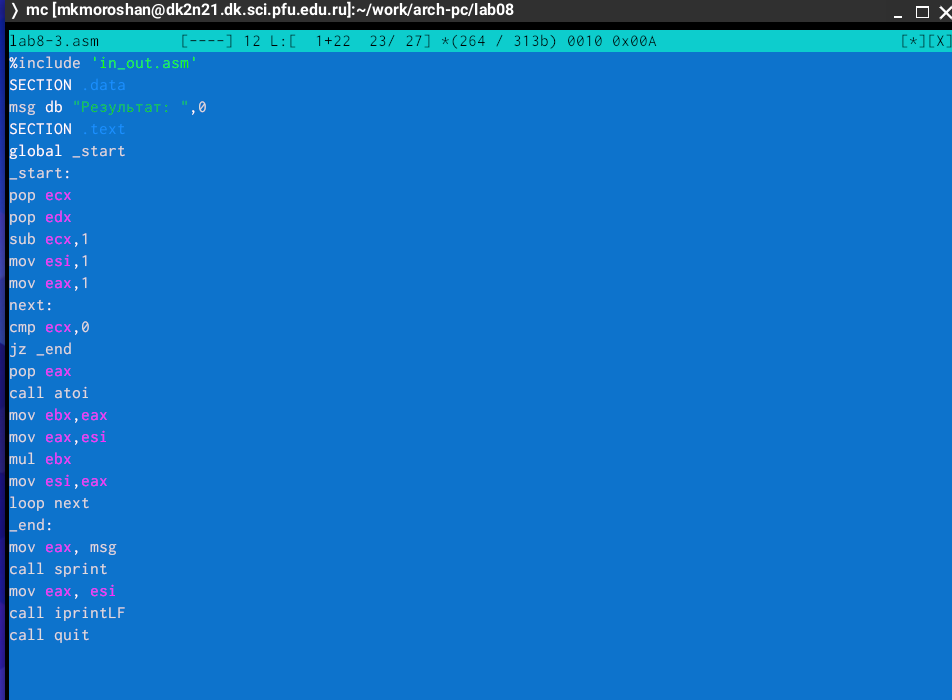 ❭ mc [mkmoroshan@dk2n21.dk.sci.pfu.edu.ru]:~/work/arch-pc/lab08
lab8-3.asm         [----] 12 L:[  1+22  23/ 27] *(264 / 313b) 0010 0x00A                           [*][X]
%include 'in_out.asm'
SECTION .data
msg db "Результат: ",0
SECTION .text
global _start
_start:
pop ecx
pop edx
sub ecx,1
mov esi,1
mov eax,1
next:
cmp ecx,0
jz _end
pop eax
call atoi
mov ebx,eax
mov eax,esi
mul ebx
mov esi,eax
loop next
_end:
mov eax, msg
call sprint
mov eax, esi
call iprintLF
call quit